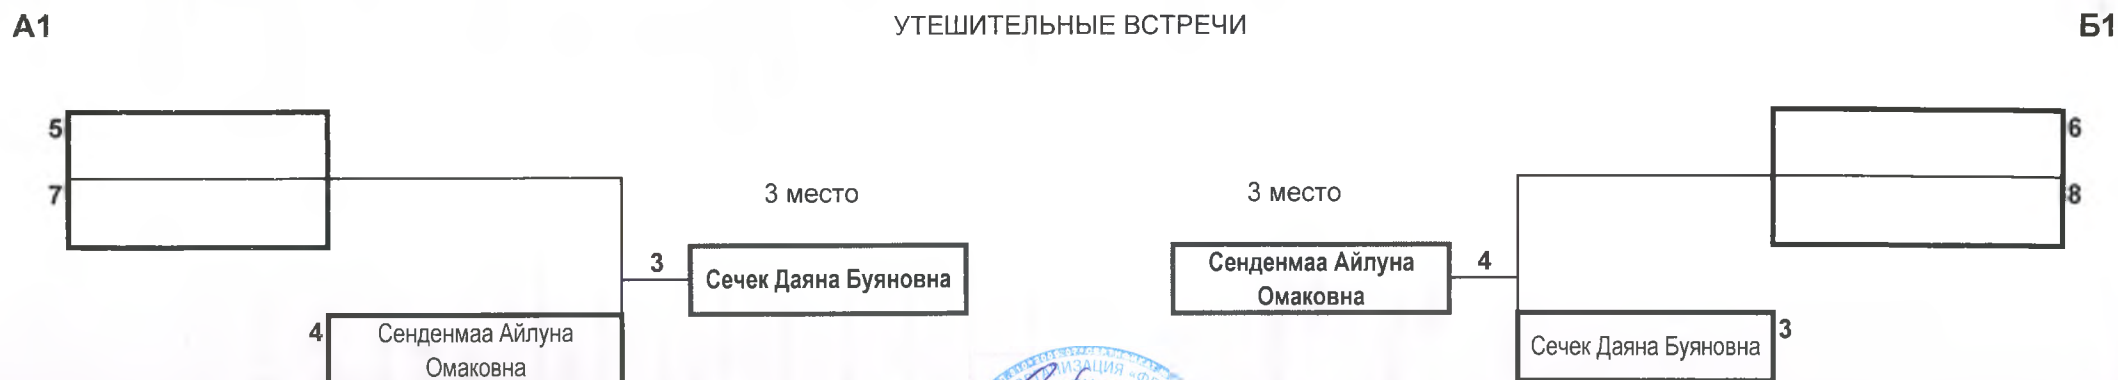 А1
УТЕШИТЕЛЬНЫЕ ВСТРЕЧИ
Б1
5
6
7
8
3 место
3 место
3
Сечек Даяна Буяновна
Сенденмаа Айлуна
Омаковна
4
4
Сенденмаа Айлуна
Омаковна
Сечек Даяна Буяновна
3